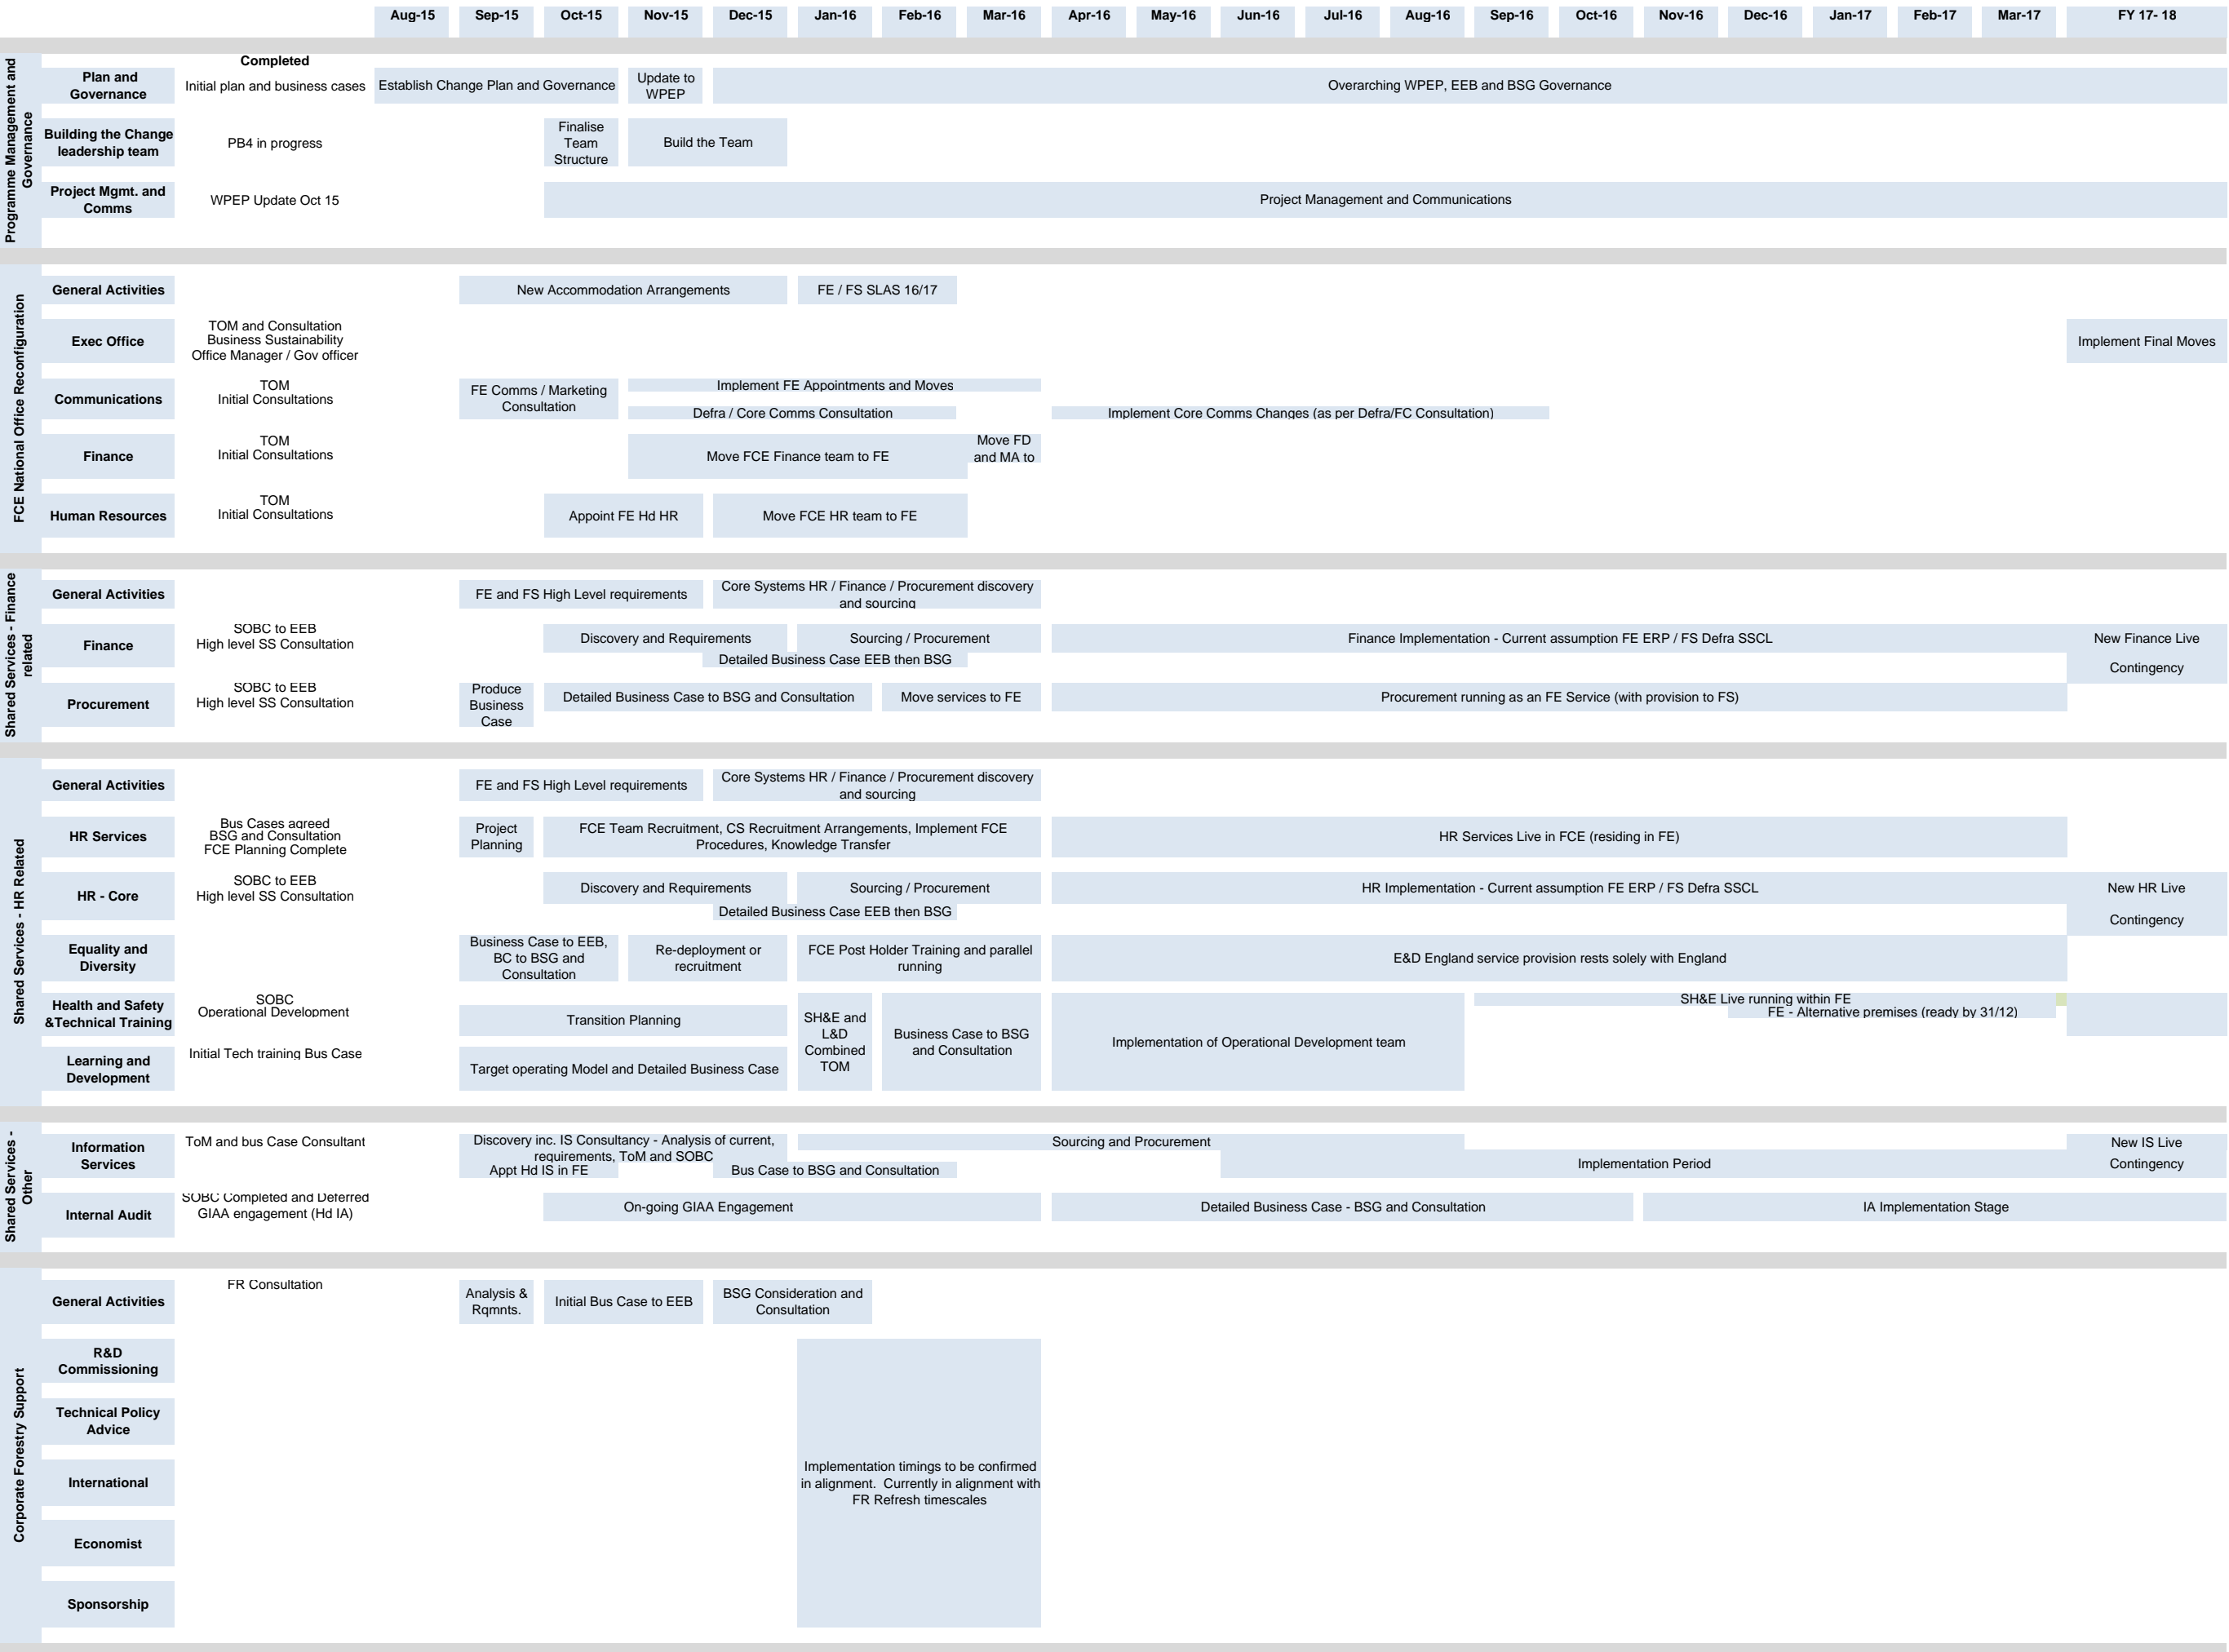 Aug-15 Sep-15 Oct-15 Nov-15 Dec-15 Jan-16 Feb-16 Mar-16 Apr-16 May-16 Jun-16 Jul-16 Aug-16 Sep-16 Oct-16 Nov-16 Dec-16 Jan-17 Feb-17 Mar-17 FY 17- 18
Programme Management and
Governance
Completed
Plan and
Governance
Initial plan and business cases
Establish Change Plan and Governance
Update to
WPEP
Overarching WPEP, EEB and BSG Governance
Building the Change
leadership team
PB4 in progress
Finalise
Team
Structure
Build the Team
Project Mgmt. and
Comms
WPEP Update Oct 15
Project Management and Communications
FCE National Office Reconfiguration
General Activities
New Accommodation Arrangements
FE / FS SLAS 16/17
Exec Office
TOM and Consultation
Business Sustainability
Office Manager / Gov officer
Implement Final Moves
Communications
TOM
Initial Consultations
FE Comms / Marketing
Consultation
Implement FE Appointments and Moves
Defra / Core Comms Consultation
Implement Core Comms Changes (as per Defra/FC Consultation)
Finance
TOM
Initial Consultations
Move FCE Finance team to FE
Move FD
and MA to
Human Resources
TOM
Initial Consultations
Appoint FE Hd HR
Move FCE HR team to FE
Shared Services - Finance
related
General Activities
FE and FS High Level requirements
Core Systems HR / Finance / Procurement discovery
and sourcing
Finance
SOBC to EEB
High level SS Consultation
Discovery and Requirements
Sourcing / Procurement
Finance Implementation - Current assumption FE ERP / FS Defra SSCL
New Finance Live
Detailed Business Case EEB then BSG
Contingency
Procurement
SOBC to EEB
High level SS Consultation
Produce
Business
Case
Detailed Business Case to BSG and Consultation
Move services to FE
Procurement running as an FE Service (with provision to FS)
Shared Services - HR Related
General Activities
FE and FS High Level requirements
Core Systems HR / Finance / Procurement discovery
and sourcing
HR Services
Bus Cases agreed
BSG and Consultation
FCE Planning Complete
Project
Planning
FCE Team Recruitment, CS Recruitment Arrangements, Implement FCE
Procedures, Knowledge Transfer
HR Services Live in FCE (residing in FE)
HR - Core
SOBC to EEB
High level SS Consultation
Discovery and Requirements
Sourcing / Procurement
HR Implementation - Current assumption FE ERP / FS Defra SSCL
New HR Live
Detailed Business Case EEB then BSG
Contingency
Equality and
Diversity
Business Case to EEB,
BC to BSG and
Consultation
Re-deployment or
recruitment
FCE Post Holder Training and parallel
running
E&D England service provision rests solely with England
Health and Safety
&Technical Training
SOBC
Operational Development
Transition Planning
SH&E and
L&D
Combined
TOM
Business Case to BSG
and Consultation
Implementation of Operational Development team
SH&E Live running within FE
FE - Alternative premises (ready by 31/12)
Learning and
Development
Initial Tech training Bus Case
Target operating Model and Detailed Business Case
Shared Services -
Other
Information
Services
ToM and bus Case Consultant
Discovery inc. IS Consultancy - Analysis of current,
requirements, ToM and SOBC
Sourcing and Procurement
New IS Live
Appt Hd IS in FE
Bus Case to BSG and Consultation
Implementation Period
Contingency
Internal Audit
SOBC Completed and Deferred
GIAA engagement (Hd IA)
On-going GIAA Engagement
Detailed Business Case - BSG and Consultation
IA Implementation Stage
Corporate Forestry Support
General Activities
FR Consultation
Analysis &
Rqmnts.
Initial Bus Case to EEB
BSG Consideration and
Consultation
R&D
Commissioning
Technical Policy
Advice
International
Implementation timings to be confirmed
in alignment. Currently in alignment with
FR Refresh timescales
Economist
Sponsorship